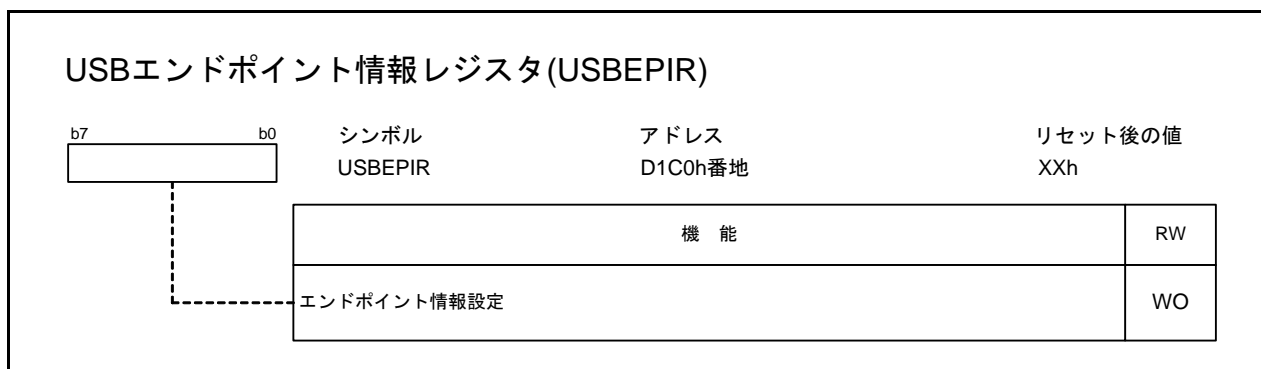 USBエンドポイント情報レジスタ(USBEPIR)
b7 b0 シンボル アドレス リセット後の値
USBEPIR D1C0h番地 XXh
機 能 RW
エンドポイント情報設定 WO